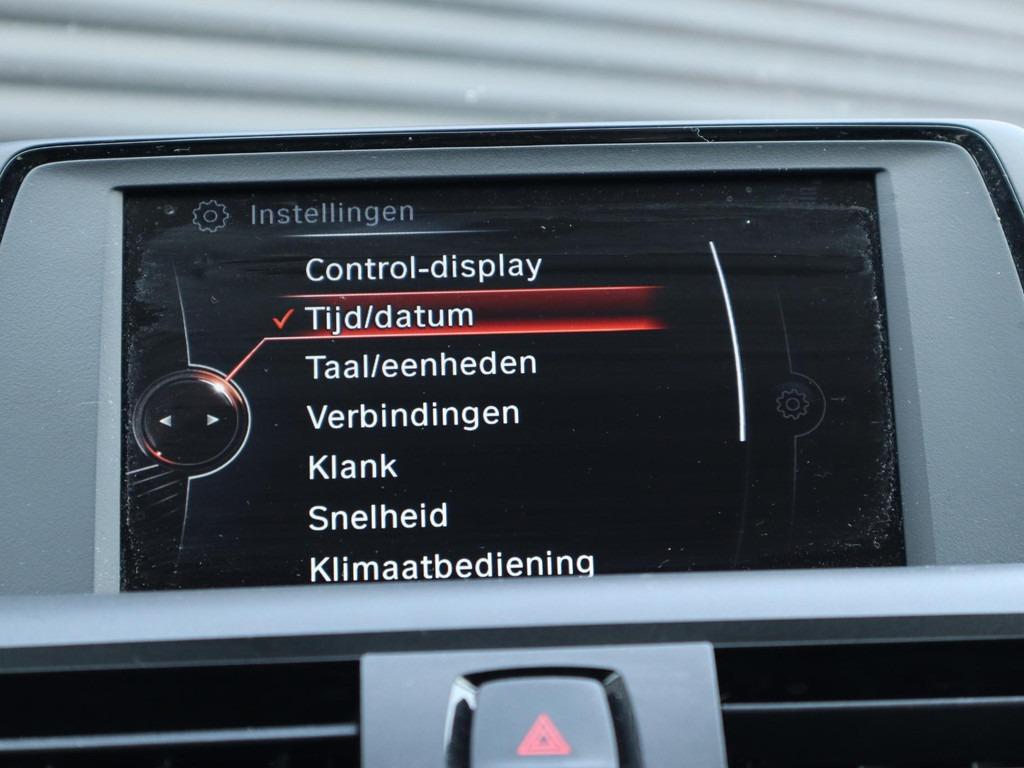 Instellingen
Control-display
Tijd/datum
Taal/eenheden
Verbindingen
Klank
Snelheid
Klimaatbediening